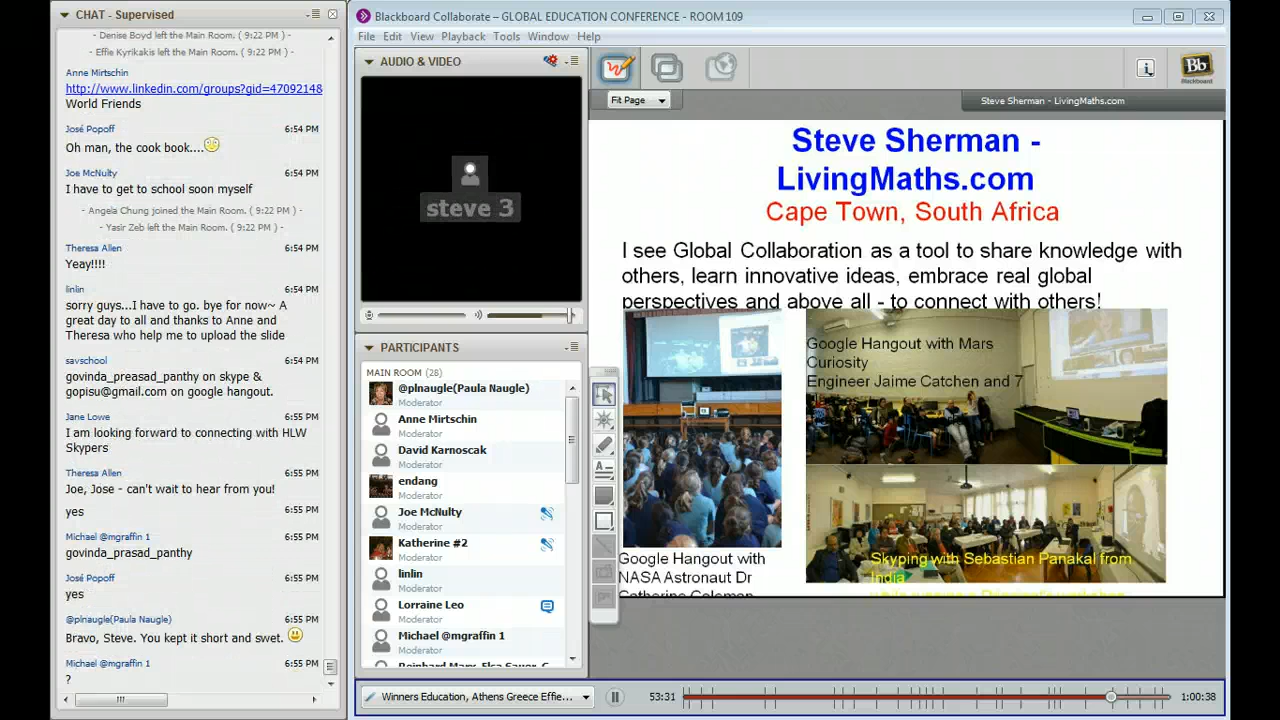 CHAT - Supervised
- Denise Boyd left the Main Room. ( 9:22 PM ) -
- Effie Kyrikakis left the Main Room. ( 9:22 PM ) -
Anne Mirtschin
http://www.linkedin.com/groups?gid=4709214&
World Friends
José Popoff 6:54 PM
Oh man, the cook book....
Joe McNulty 6:54 PM
I have to get to school soon myself
- Angela Chung joined the Main Room. ( 9:22 PM ) -
- Yasir Zeb left the Main Room. ( 9:22 PM ) -
Theresa Allen 6:54 PM
Yeay!!!!
linlin 6:54 PM
sorry guys...I have to go. bye for now~ A
great day to all and thanks to Anne and
Theresa who help me to upload the slide
savschool 6:54 PM
govinda_preasad_panthy on skype &
gopisu@gmail.com on google hangout.
Jane Lowe 6:55 PM
I am looking forward to connecting with HLW
Skypers
Theresa Allen 6:55 PM
Joe, Jose - can't wait to hear from you!
yes 6:55 PM
Michael @mgraffin 1 6:55 PM
govinda_prasad_panthy
José Popoff 6:55 PM
yes
@plnaugle(Paula Naugle) 6:55 PM
Bravo, Steve. You kept it short and swet.
Michael @mgraffin 1 6:55 PM
?
Blackboard Collaborate – GLOBAL EDUCATION CONFERENCE - ROOM 109
File Edit View Playback Tools Window Help
AUDIO & VIDEO
steve 3
PARTICIPANTS
MAIN ROOM (28)
@plnaugle(Paula Naugle)
Moderator
Anne Mirtschin
Moderator
David Karnoscak
Moderator
endang
Moderator
Joe McNulty
Moderator
Katherine #2
Moderator
linlin
Moderator
Lorraine Leo
Moderator
Michael @mgraffin 1
Moderator
Winners Education, Athens Greece Effie...
53:31
1:00:38
Bb
Blackboard
Fit Page
Steve Sherman - LivingMaths.com
Steve Sherman -
LivingMaths.com
Cape Town, South Africa
I see Global Collaboration as a tool to share knowledge with
others, learn innovative ideas, embrace real global
perspectives and above all - to connect with others!
Google Hangout with Mars
Curiosity
Engineer Jaime Catchen and 7
Skyping with Sebastian Panakal from
India
Google Hangout with
NASA Astronaut Dr
Catherine Coleman